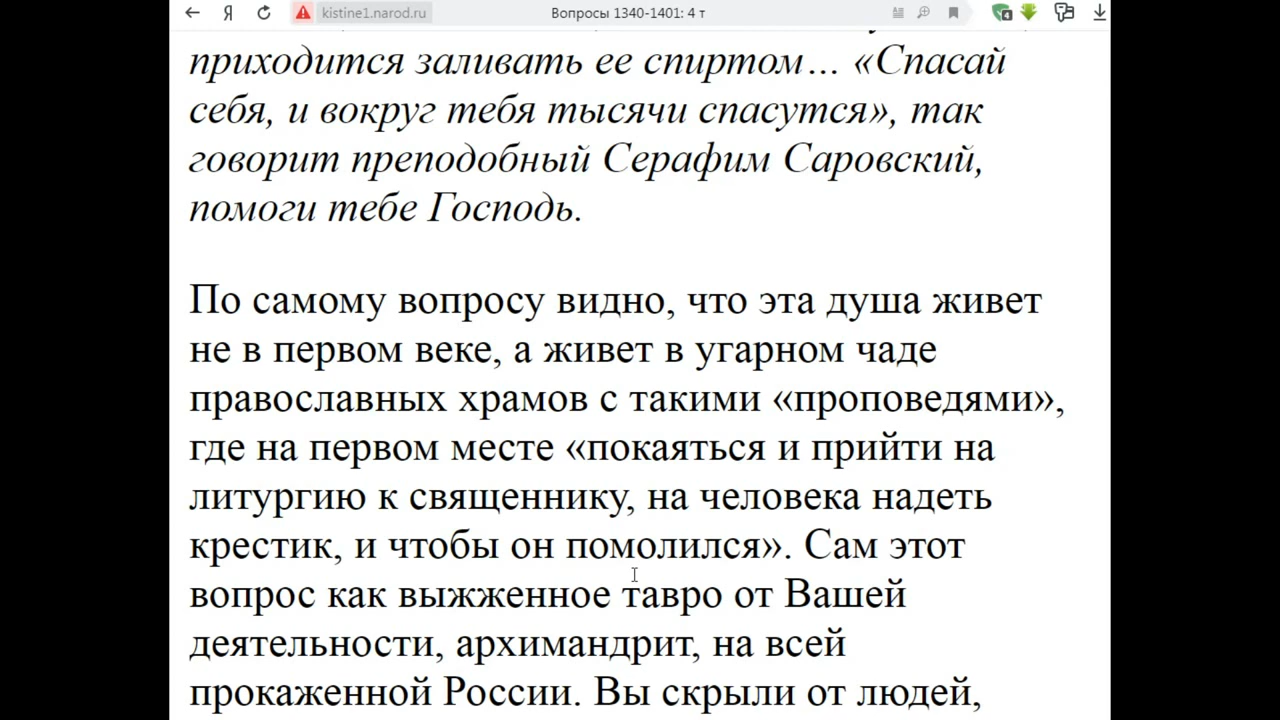 kistine1.narod.ru
Вопросы 1340-1401: 4 т
4
приходится заливать ее спиртом… «Спасай
себя, и вокруг тебя тысячи спасутся», так
говорит преподобный Серафим Саровский,
помоги тебе Господь.
По самому вопросу видно, что эта душа живет
не в первом веке, а живет в угарном чаде
православных храмов с такими «проповедями»,
где на первом месте «покаяться и прийти на
литургию к священнику, на человека надеть
крестик, и чтобы он помолился». Сам этот
вопрос как выжженное тавро от Вашей
деятельности, архимандрит, на всей
прокаженной России. Вы скрыли от людей,